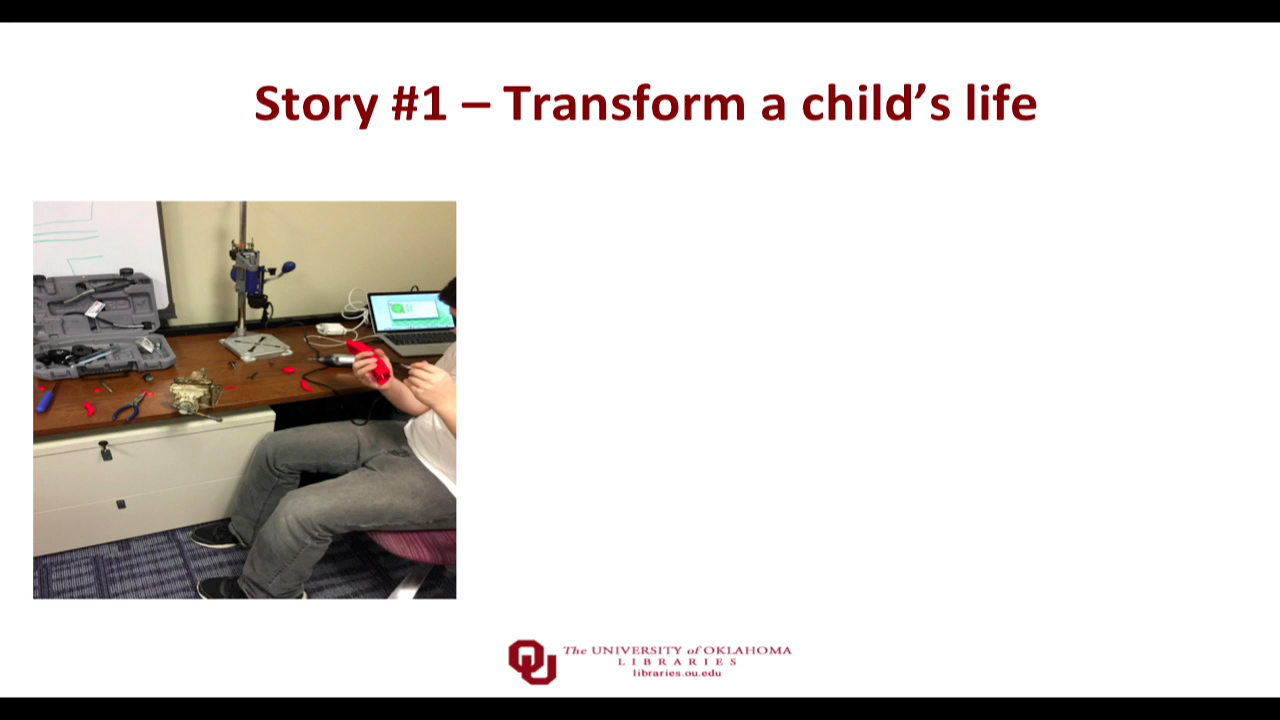 Story #1 – Transform a child’s life
The UNIVERSITY of OKLAHOMA
LIBRARIES
libraries.ou.edu